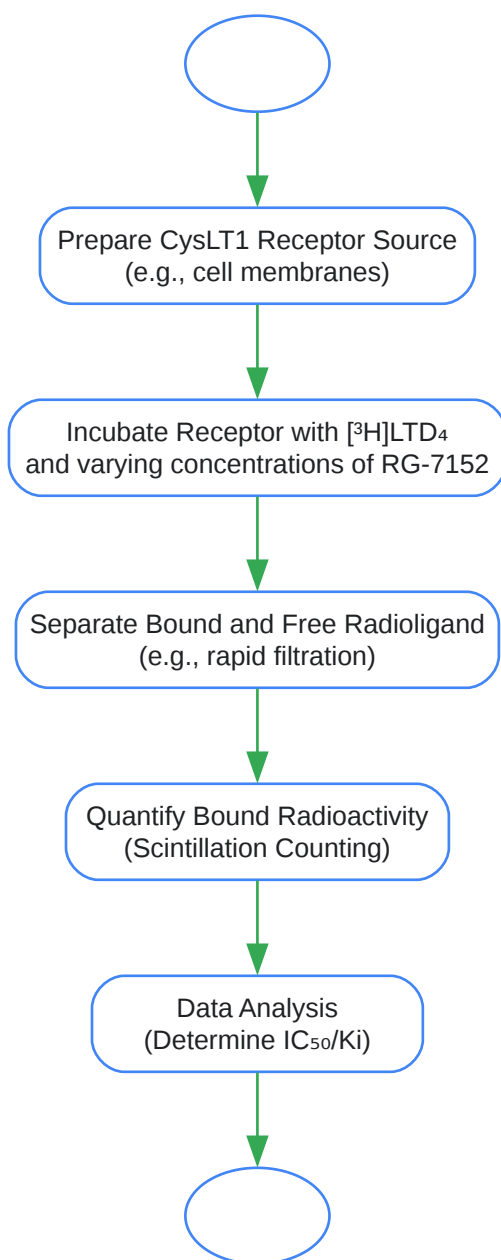 Prepare CysLT1 Receptor Source
(e.g., cell membranes)
Incubate Receptor with [³H]LTD₄
and varying concentrations of RG-7152
Separate Bound and Free Radioligand
(e.g., rapid filtration)
Quantify Bound Radioactivity
(Scintillation Counting)
Data Analysis
(Determine IC₅₀/Ki)